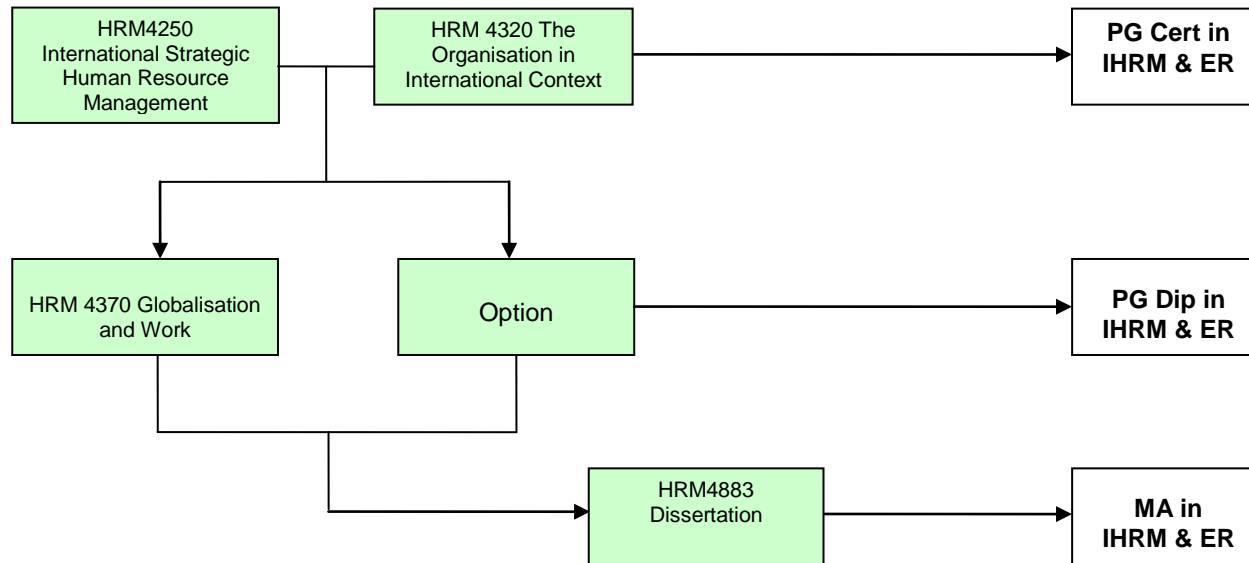 HRM4250
International Strategic
Human Resource
Management
HRM 4320 The
Organisation in
International Context
PG Cert in
IHRM & ER
HRM 4370 Globalisation
and Work
Option
PG Dip in
IHRM & ER
HRM4883
Dissertation
MA in
IHRM & ER